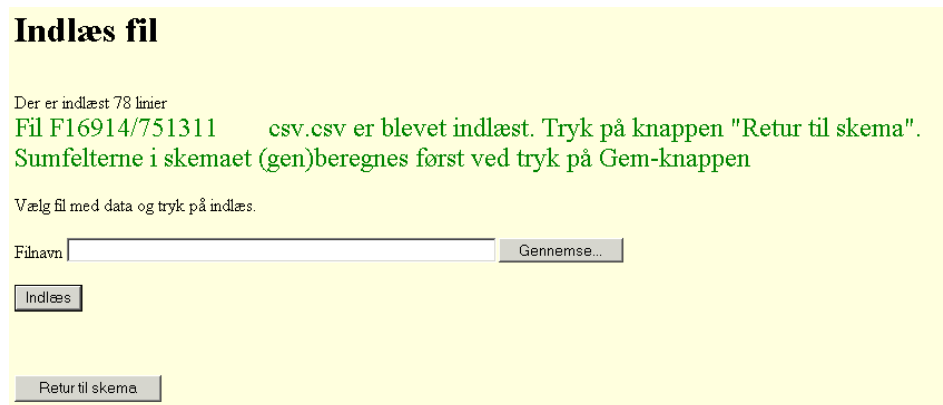 Indlæs fil
Der er indlæst 78 linier
Fil F16914/751311 csv.csv er blevet indlæst. Tryk på knappen "Retur til skema".
Sumfelterne i skemaet (gen)beregnes først ved tryk på Gem-knappen
Vælg fil med data og tryk på indlæs.
Filnavn Gennemse...
Indlæs
Retur til skema